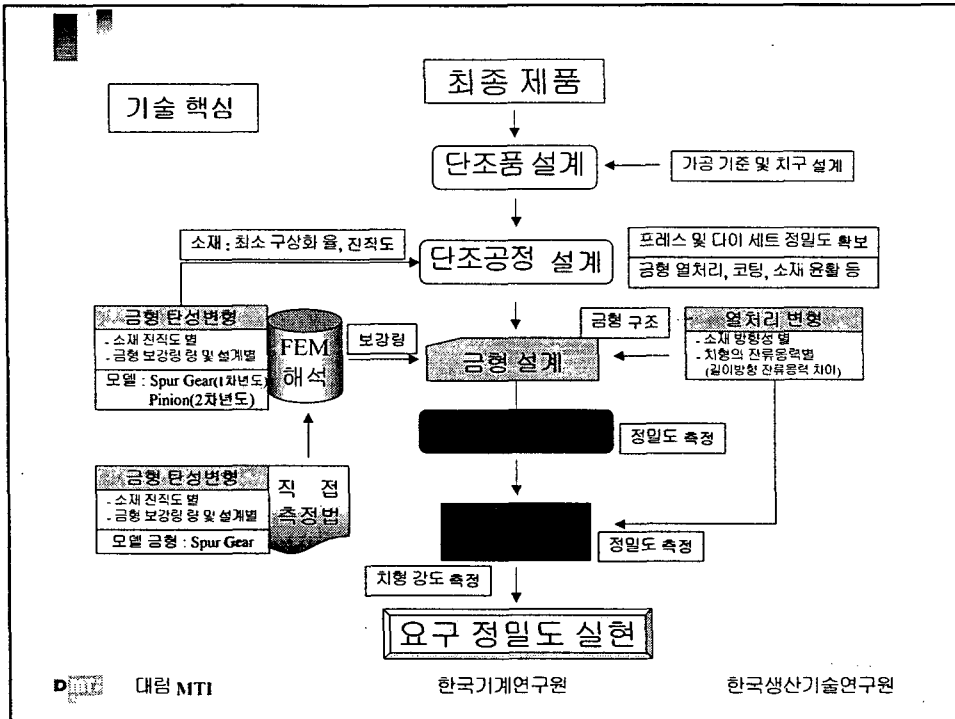 기술 핵심
최종 제품
단조품 설계
가공 기준 및 치구 설계
소재 : 최소 구상화 율, 진직도
단조공정 설계
프레스 및 다이 세트 정밀도 확보
금형 열처리, 코팅, 소재 윤활 등
금형 탄성변형
- 소재 진직도 별
- 금형 보강링 량 및 설계별
모델 : Spur Gear(1차년도)
Pinion(2차년도)
FEM
해석
보강링
금형 구조
금형 설계
열처리 변형
- 소재 방향성 별
- 치형의 잔류응력별
(길이방향 잔류응력 차이)
정밀도 측정
금형 탄성변형
- 소재 진직도 별
- 금형 보강링 량 및 설계별
모델 금형 : Spur Gear
직 접
측정법
정밀도 측정
치형 강도 측정
요구 정밀도 실현
대림 MTI
한국기계연구원
한국생산기술연구원